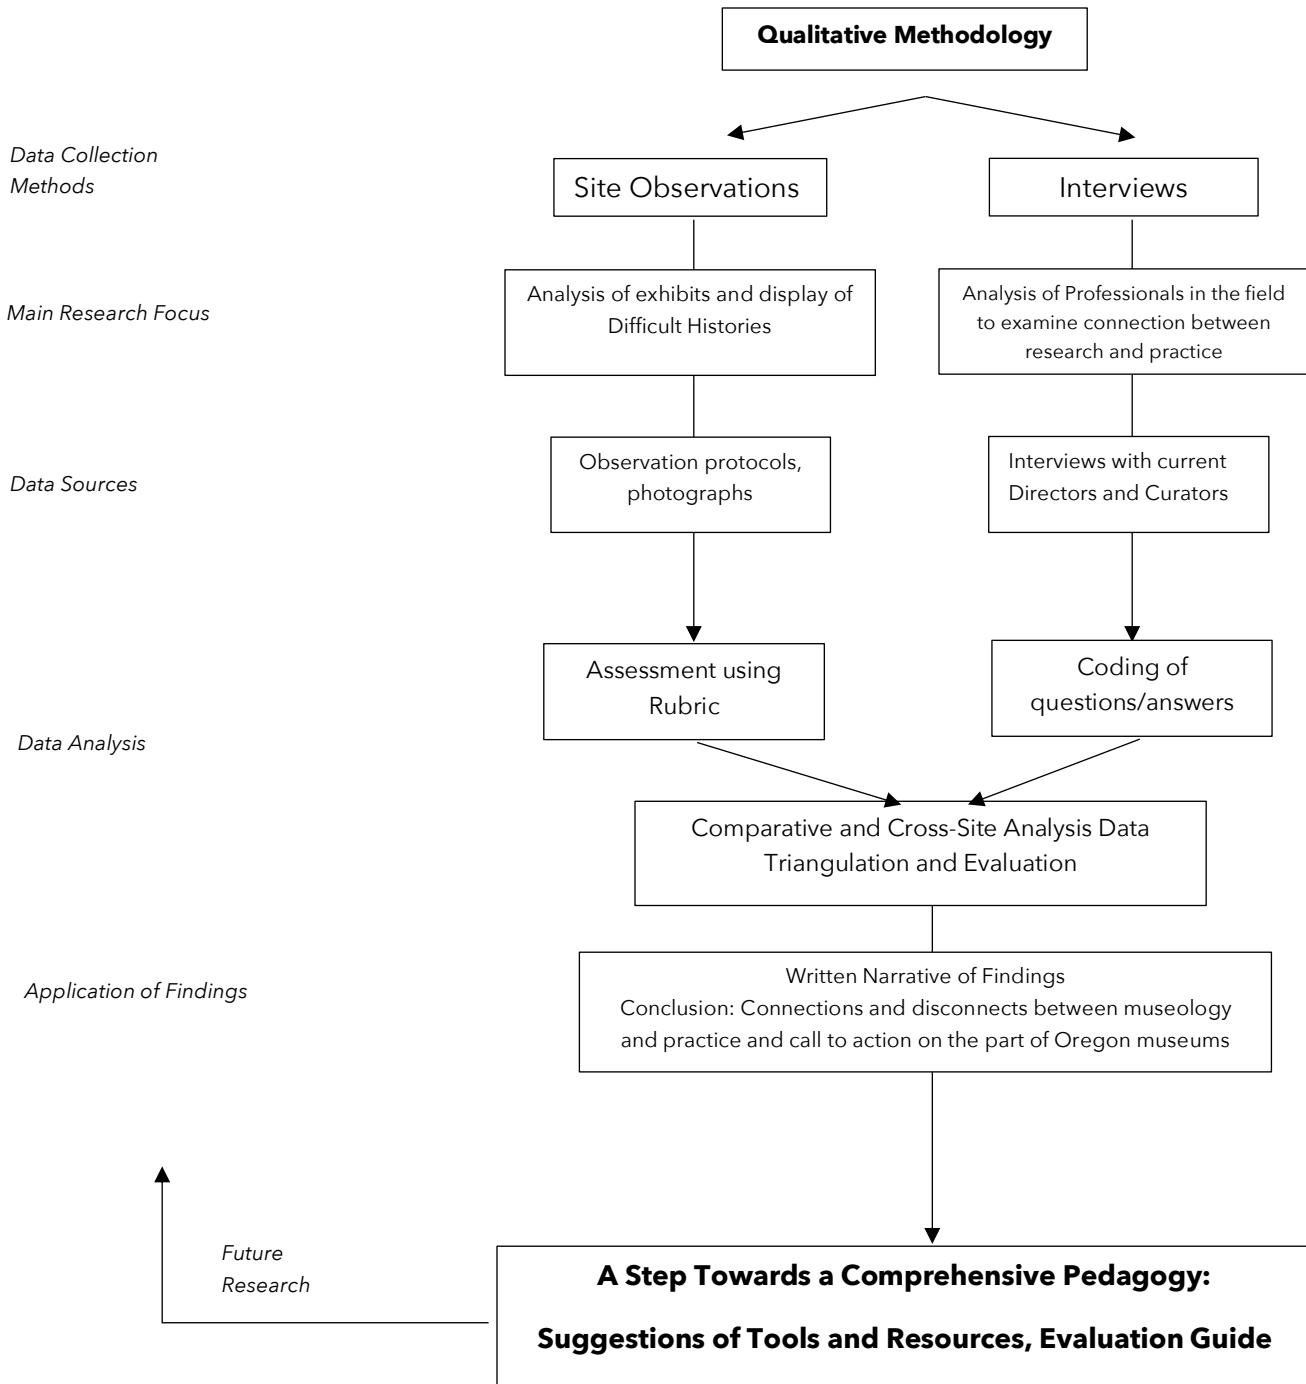 Qualitative Methodology
Data Collection
Methods
Site Observations
Interviews
Main Research Focus
Analysis of exhibits and display of
Difficult Histories
Analysis of Professionals in the field
to examine connection between
research and practice
Data Sources
Observation protocols,
photographs
Interviews with current
Directors and Curators
Assessment using
Rubric
Coding of
questions/answers
Data Analysis
Comparative and Cross-Site Analysis Data
Triangulation and Evaluation
Application of Findings
Written Narrative of Findings
Conclusion: Connections and disconnects between museology
and practice and call to action on the part of Oregon museums
Future
Research
A Step Towards a Comprehensive Pedagogy:
Suggestions of Tools and Resources, Evaluation Guide